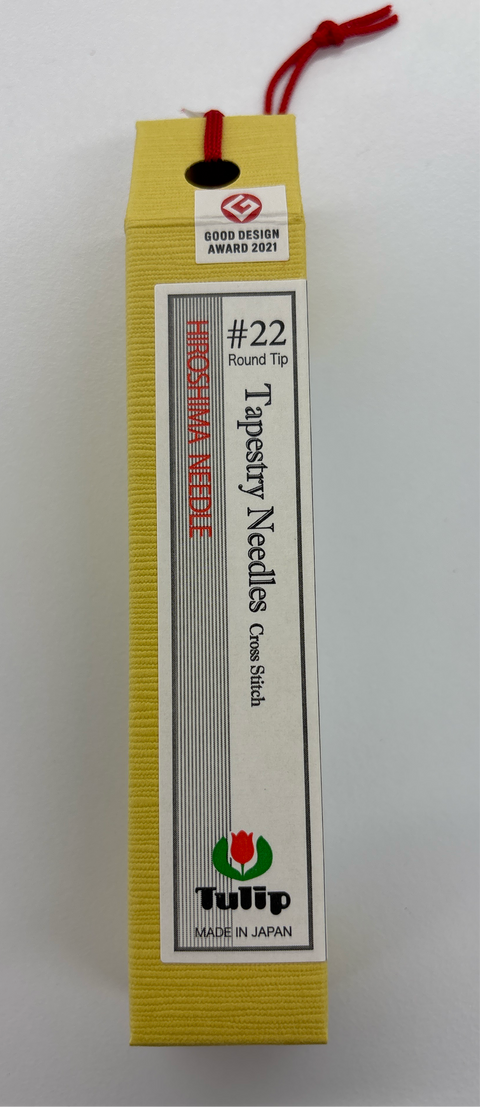 GOOD DESIGN
AWARD 2021
#22
Round Tip
Tapestry Needles Cross Stitch
HIROSHIMA NEEDLE
Tulip
MADE IN JAPAN